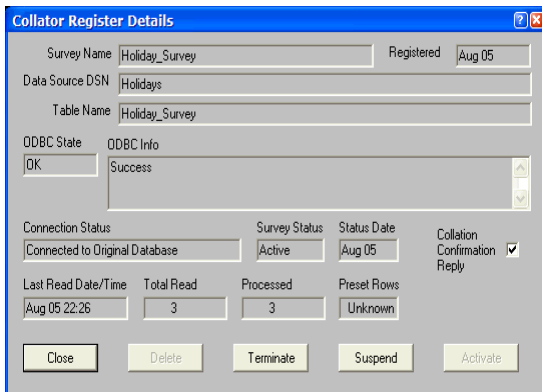 Collator Register Details
Survey Name Holiday_Survey Registered Aug 05
Data Source DSN Holidays
Table Name Holiday_Survey
ODBC State ODBC Info
OK Success
Connection Status Survey Status Status Date
Connected to Original Database Active Aug 05
Collation
Confirmation
Reply
Last Read Date/Time Total Read Processed Preset Rows
Aug 05 22:26 3 3 Unknown
Close Delete Terminate Suspend Activate